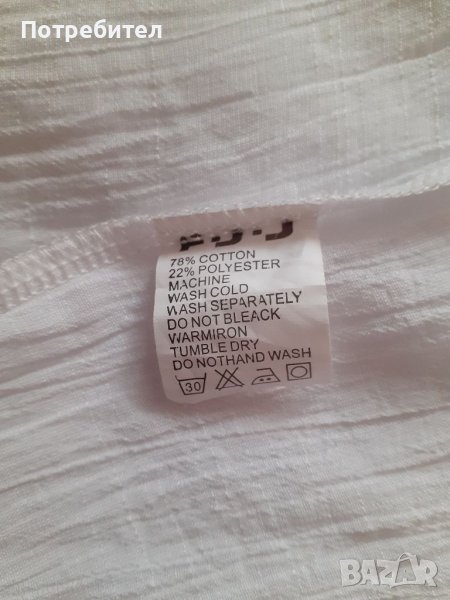 Потребител
78% COTTON
22% POLYESTER
MACHINE
WASH COLD
WASH SEPARATELY
DO NOT BLEACK
WARMIRON
TUMBLE DRY
DO NOTHAND WASH
30
BAZAR